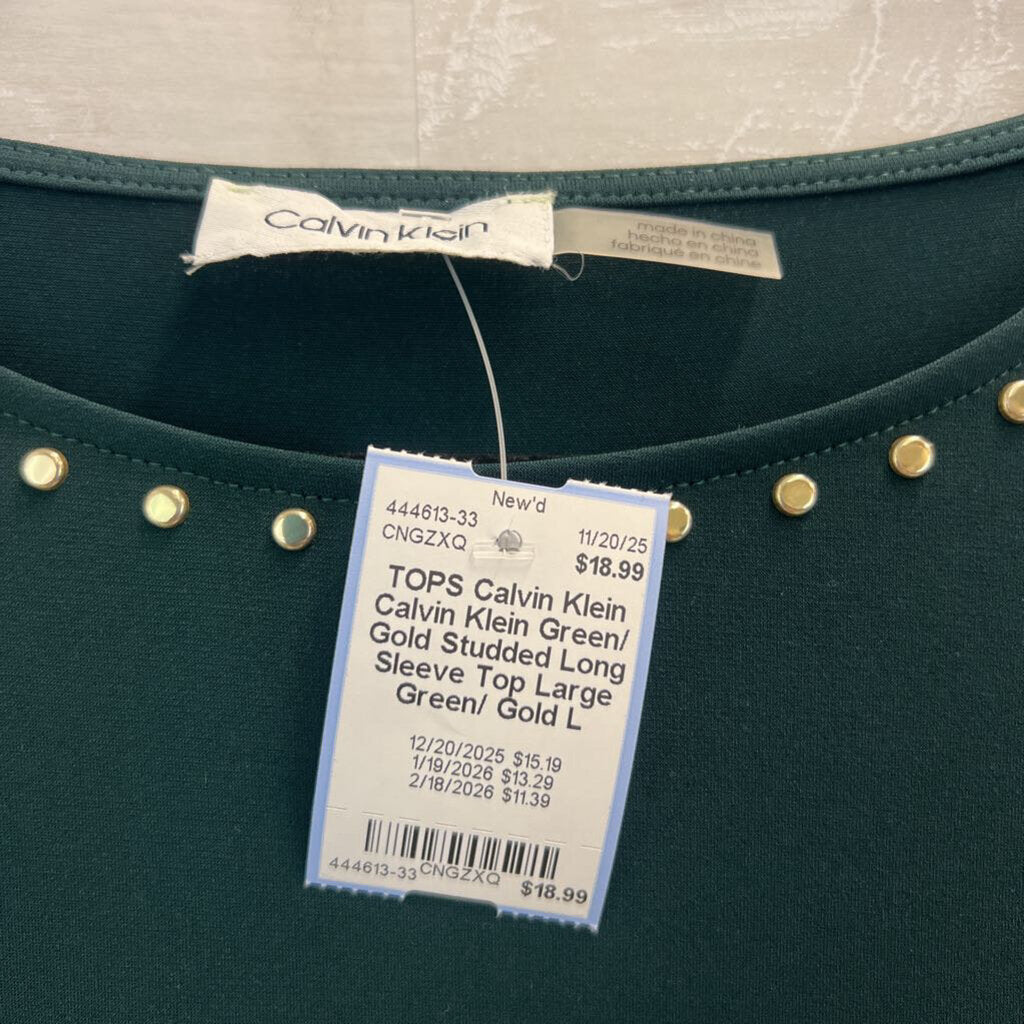 Calvin Klein
made in china
hecho en china
fabriqué en chine
New'd
444613-33
CNGZXQ
11/20/25
$18.99
TOPS Calvin Klein
Calvin Klein Green/
Gold Studded Long
Sleeve Top Large
Green/ Gold L
12/20/2025 $15.19
1/19/2026 $13.29
2/18/2026 $11.39
444613-33 CNGZXQ $18.99